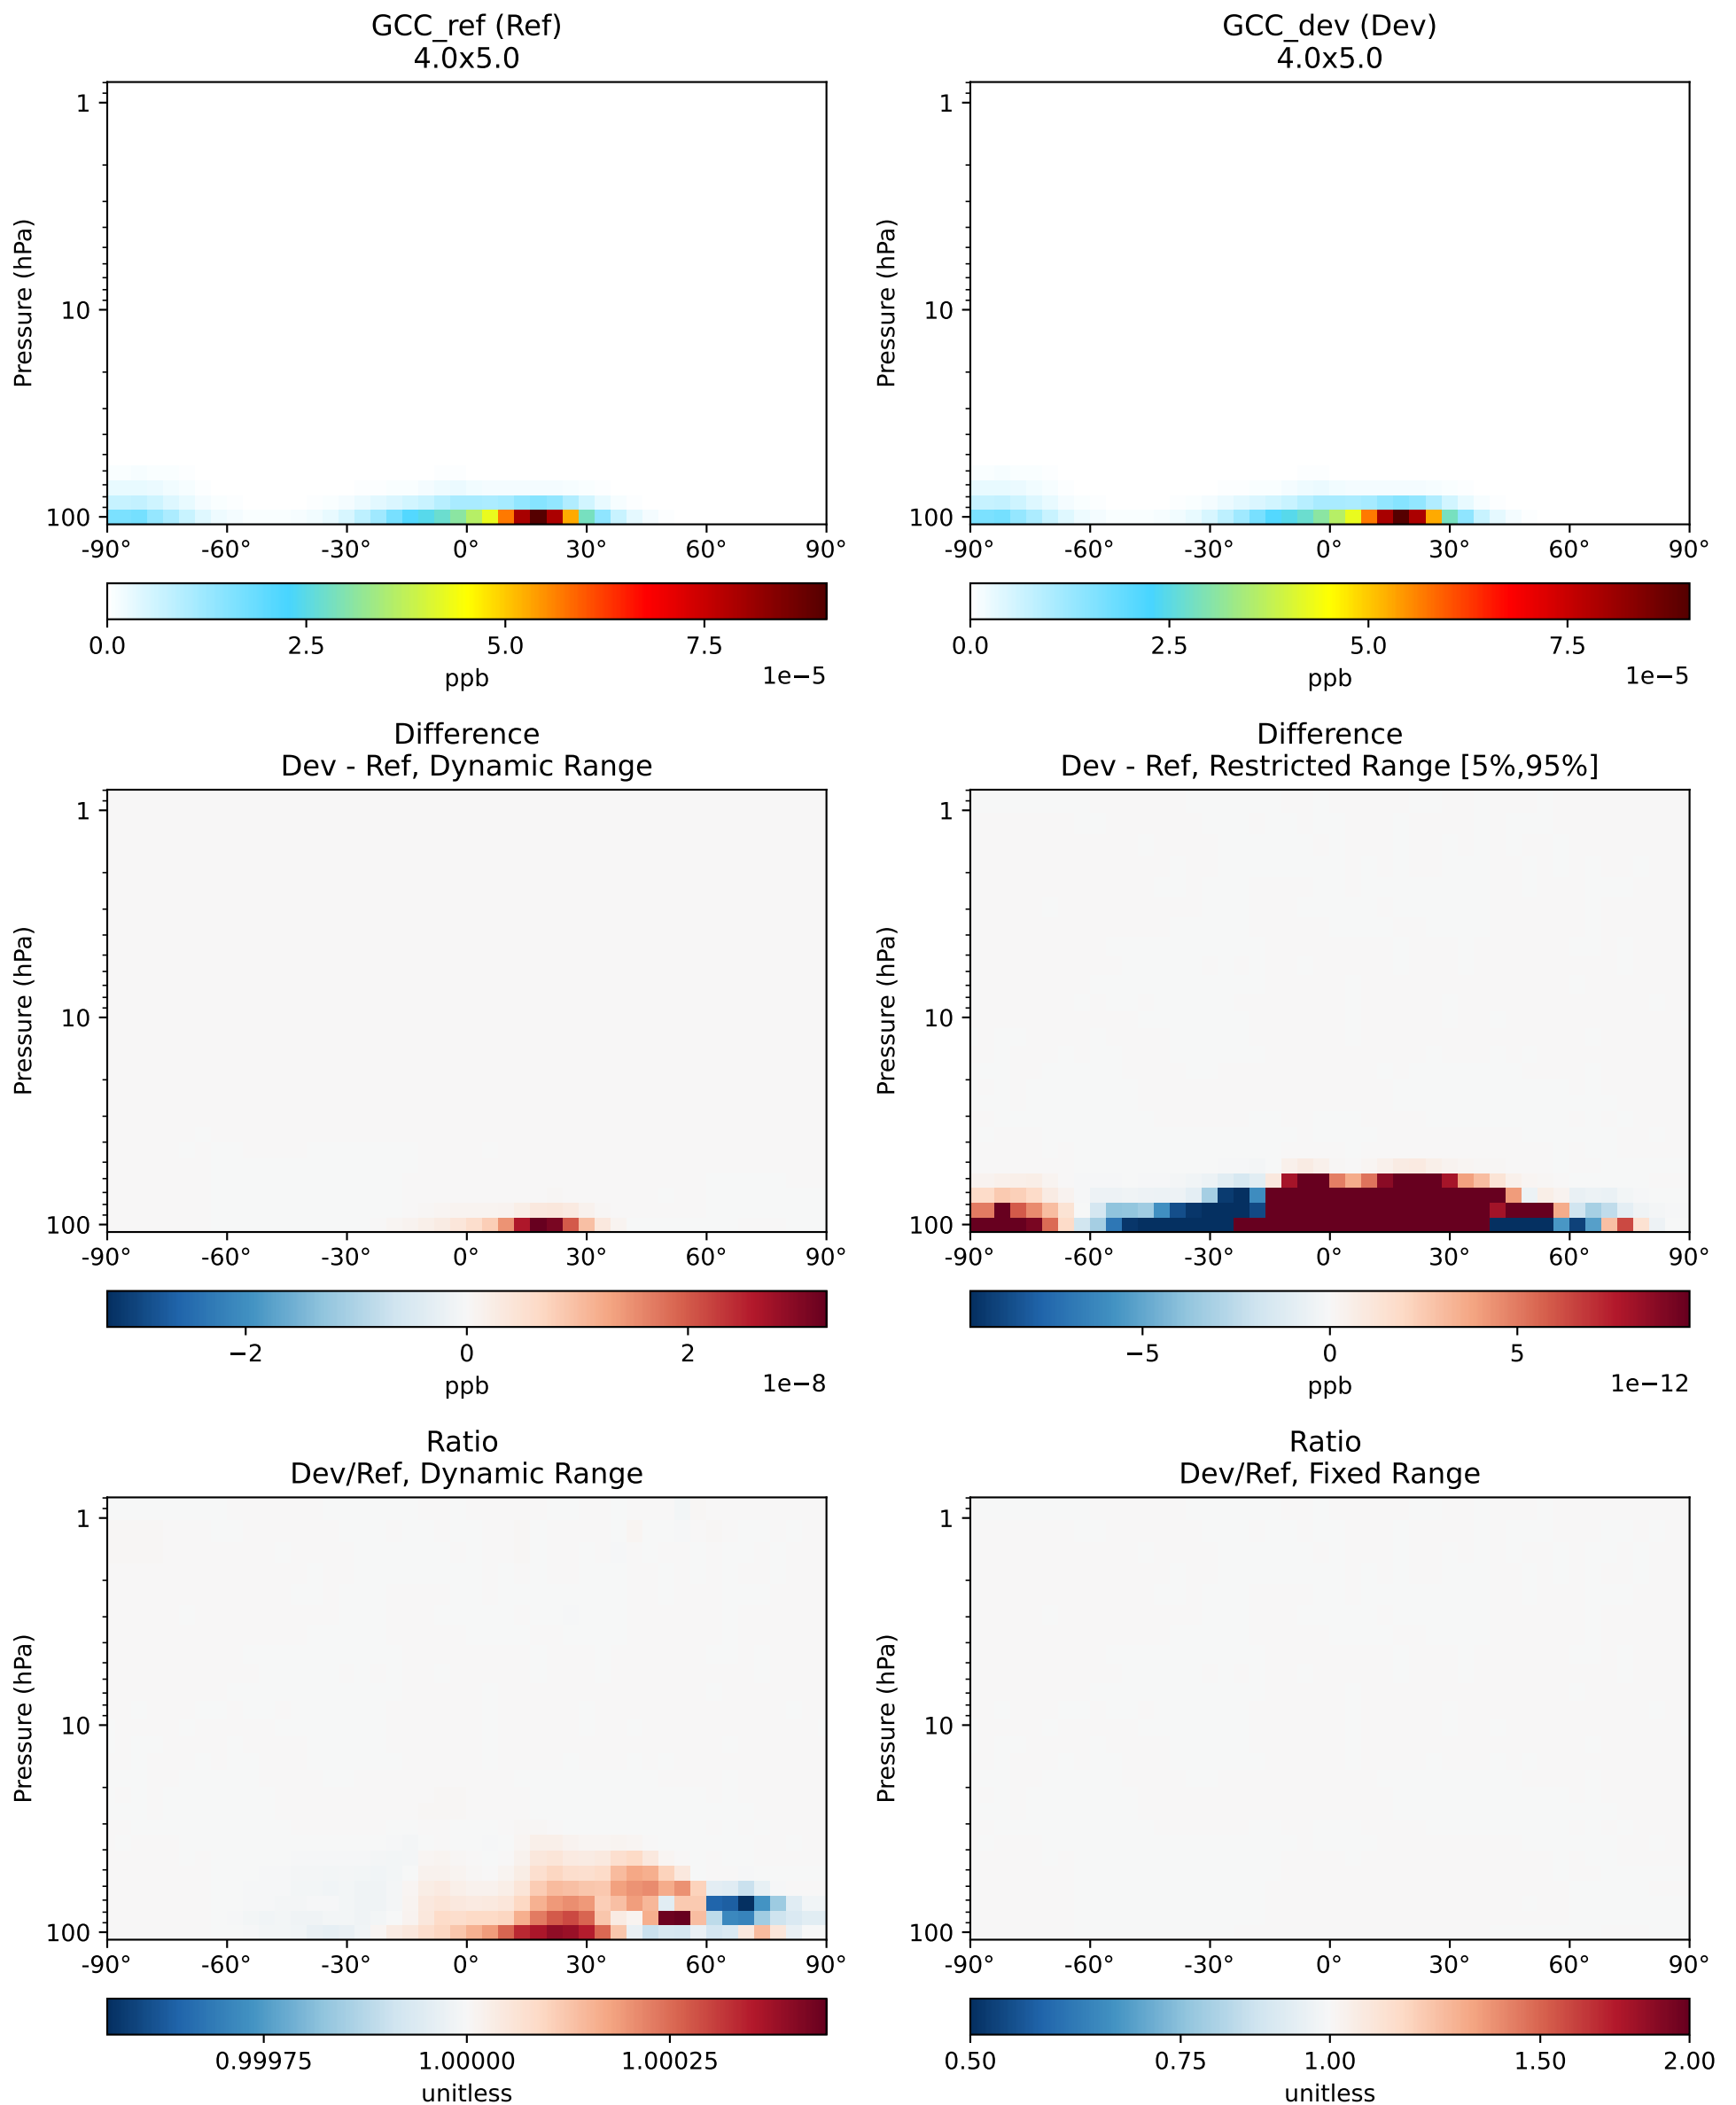 GCC_ref (Ref)
4.0x5.0
Pressure (hPa)
1
10
100
-90°
-60°
-30°
0°
30°
60°
90°
0.0
2.5
5.0
7.5
1e−5
ppb
GCC_dev (Dev)
4.0x5.0
Pressure (hPa)
1
10
100
-90°
-60°
-30°
0°
30°
60°
90°
0.0
2.5
5.0
7.5
1e−5
ppb
Difference
Dev - Ref, Dynamic Range
Pressure (hPa)
1
10
100
-90°
-60°
-30°
0°
30°
60°
90°
−2
0
2
1e−8
ppb
Difference
Dev - Ref, Restricted Range [5%,95%]
Pressure (hPa)
1
10
100
-90°
-60°
-30°
0°
30°
60°
90°
−5
0
5
1e−12
ppb
Ratio
Dev/Ref, Dynamic Range
Pressure (hPa)
1
10
100
-90°
-60°
-30°
0°
30°
60°
90°
0.99975
1.00000
1.00025
unitless
Ratio
Dev/Ref, Fixed Range
Pressure (hPa)
1
10
100
-90°
-60°
-30°
0°
30°
60°
90°
0.50
0.75
1.00
1.50
2.00
unitless